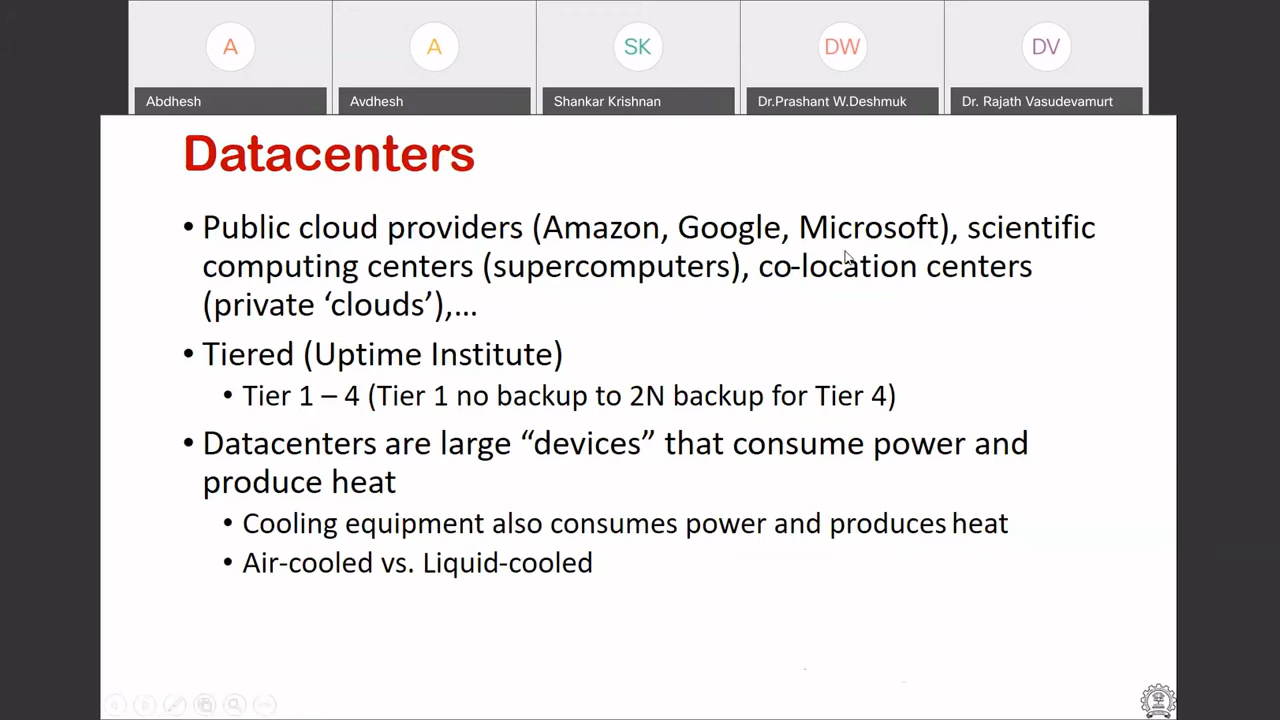 A
A
SK
DW
DV
Abdhesh
Avdhesh
Shankar Krishnan
Dr.Prashant W.Deshmuk
Dr. Rajath Vasudevamurt
Datacenters
• Public cloud providers (Amazon, Google, Microsoft), scientific
computing centers (supercomputers), co-location centers
(private ‘clouds’),...
• Tiered (Uptime Institute)
• Tier 1 – 4 (Tier 1 no backup to 2N backup for Tier 4)
• Datacenters are large “devices” that consume power and
produce heat
• Cooling equipment also consumes power and produces heat
• Air-cooled vs. Liquid-cooled